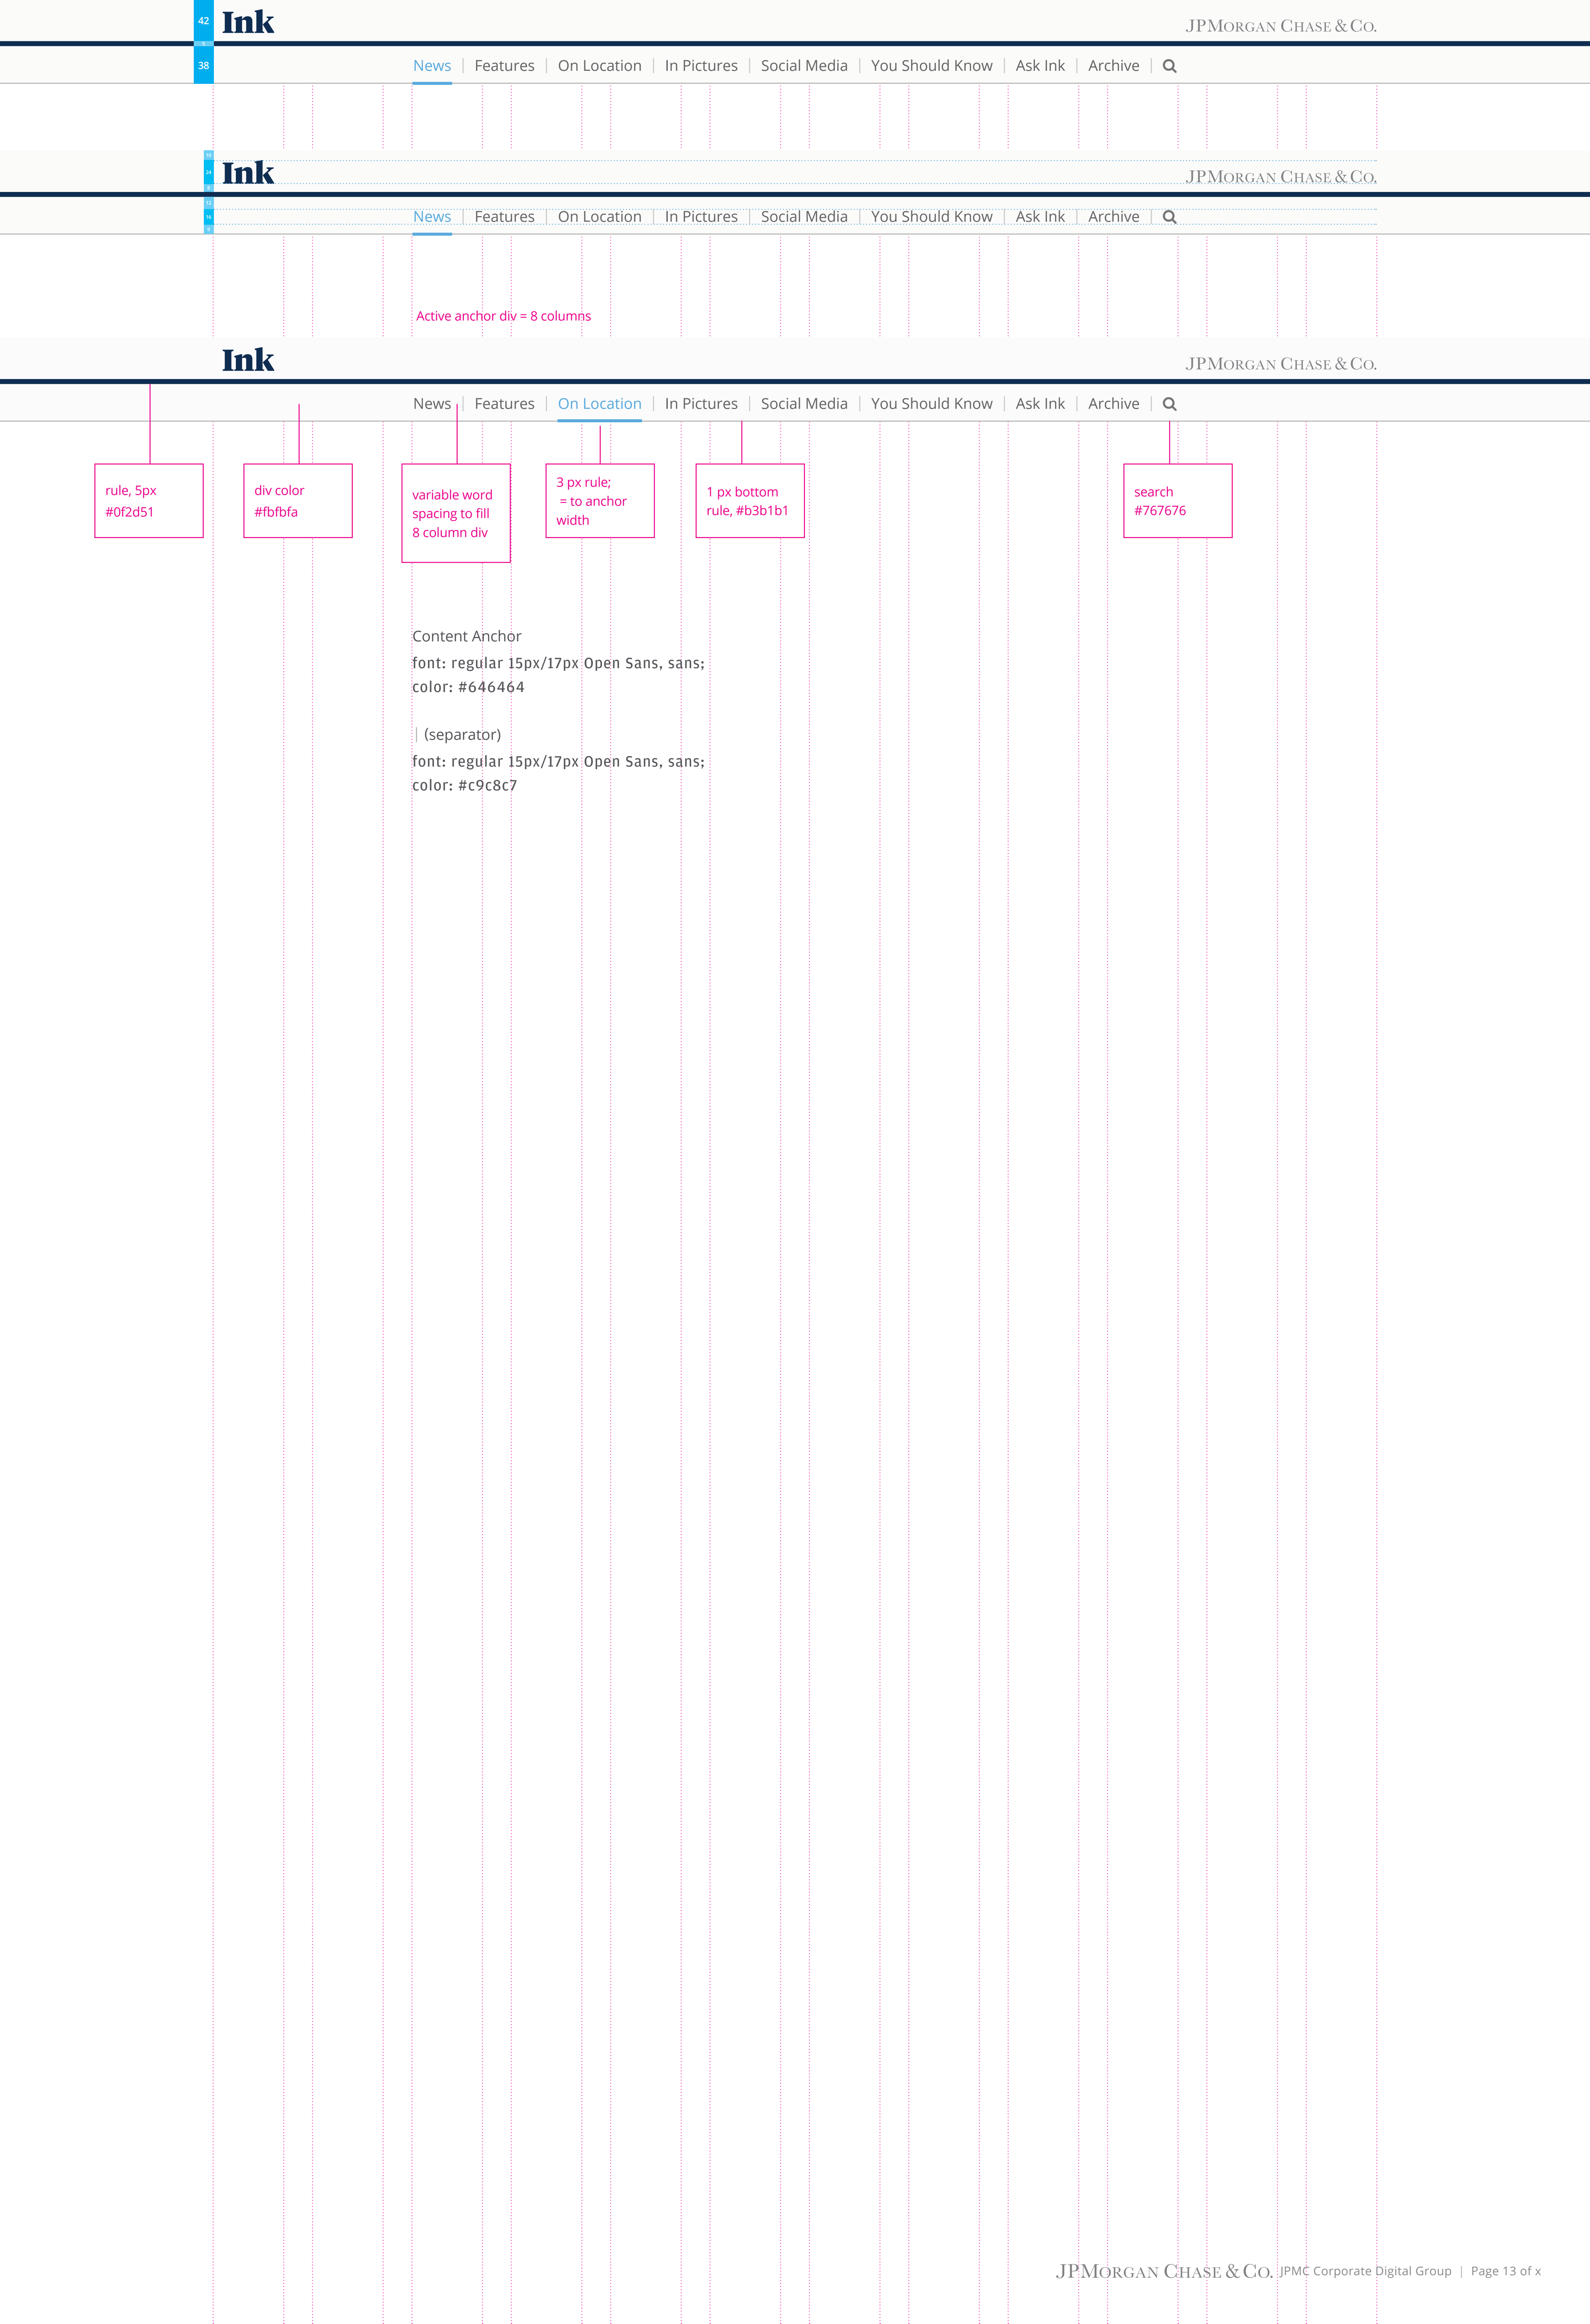 42
Ink
JPMORGAN CHASE & CO.
5
38
News | Features | On Location | In Pictures | Social Media | You Should Know | Ask Ink | Archive |
Ink
24
JPMORGAN CHASE & CO.
12
16
News | Features | On Location | In Pictures | Social Media | You Should Know | Ask Ink | Archive |
Active anchor div = 8 columns
Ink
JPMORGAN CHASE & CO.
News | Features | On Location | In Pictures | Social Media | You Should Know | Ask Ink | Archive |
rule, 5px
#0f2d51
div color
#fbfbfa
variable word
spacing to fill
8 column div
3 px rule;
= to anchor
width
1 px bottom
rule, #b3b1b1
search
#767676
Content Anchor
font: regular 15px/17px Open Sans, sans;
color: #646464
| (separator)
font: regular 15px/17px Open Sans, sans;
color: #c9c8c7
JPMORGAN CHASE & CO. JPMC Corporate Digital Group | Page 13 of x